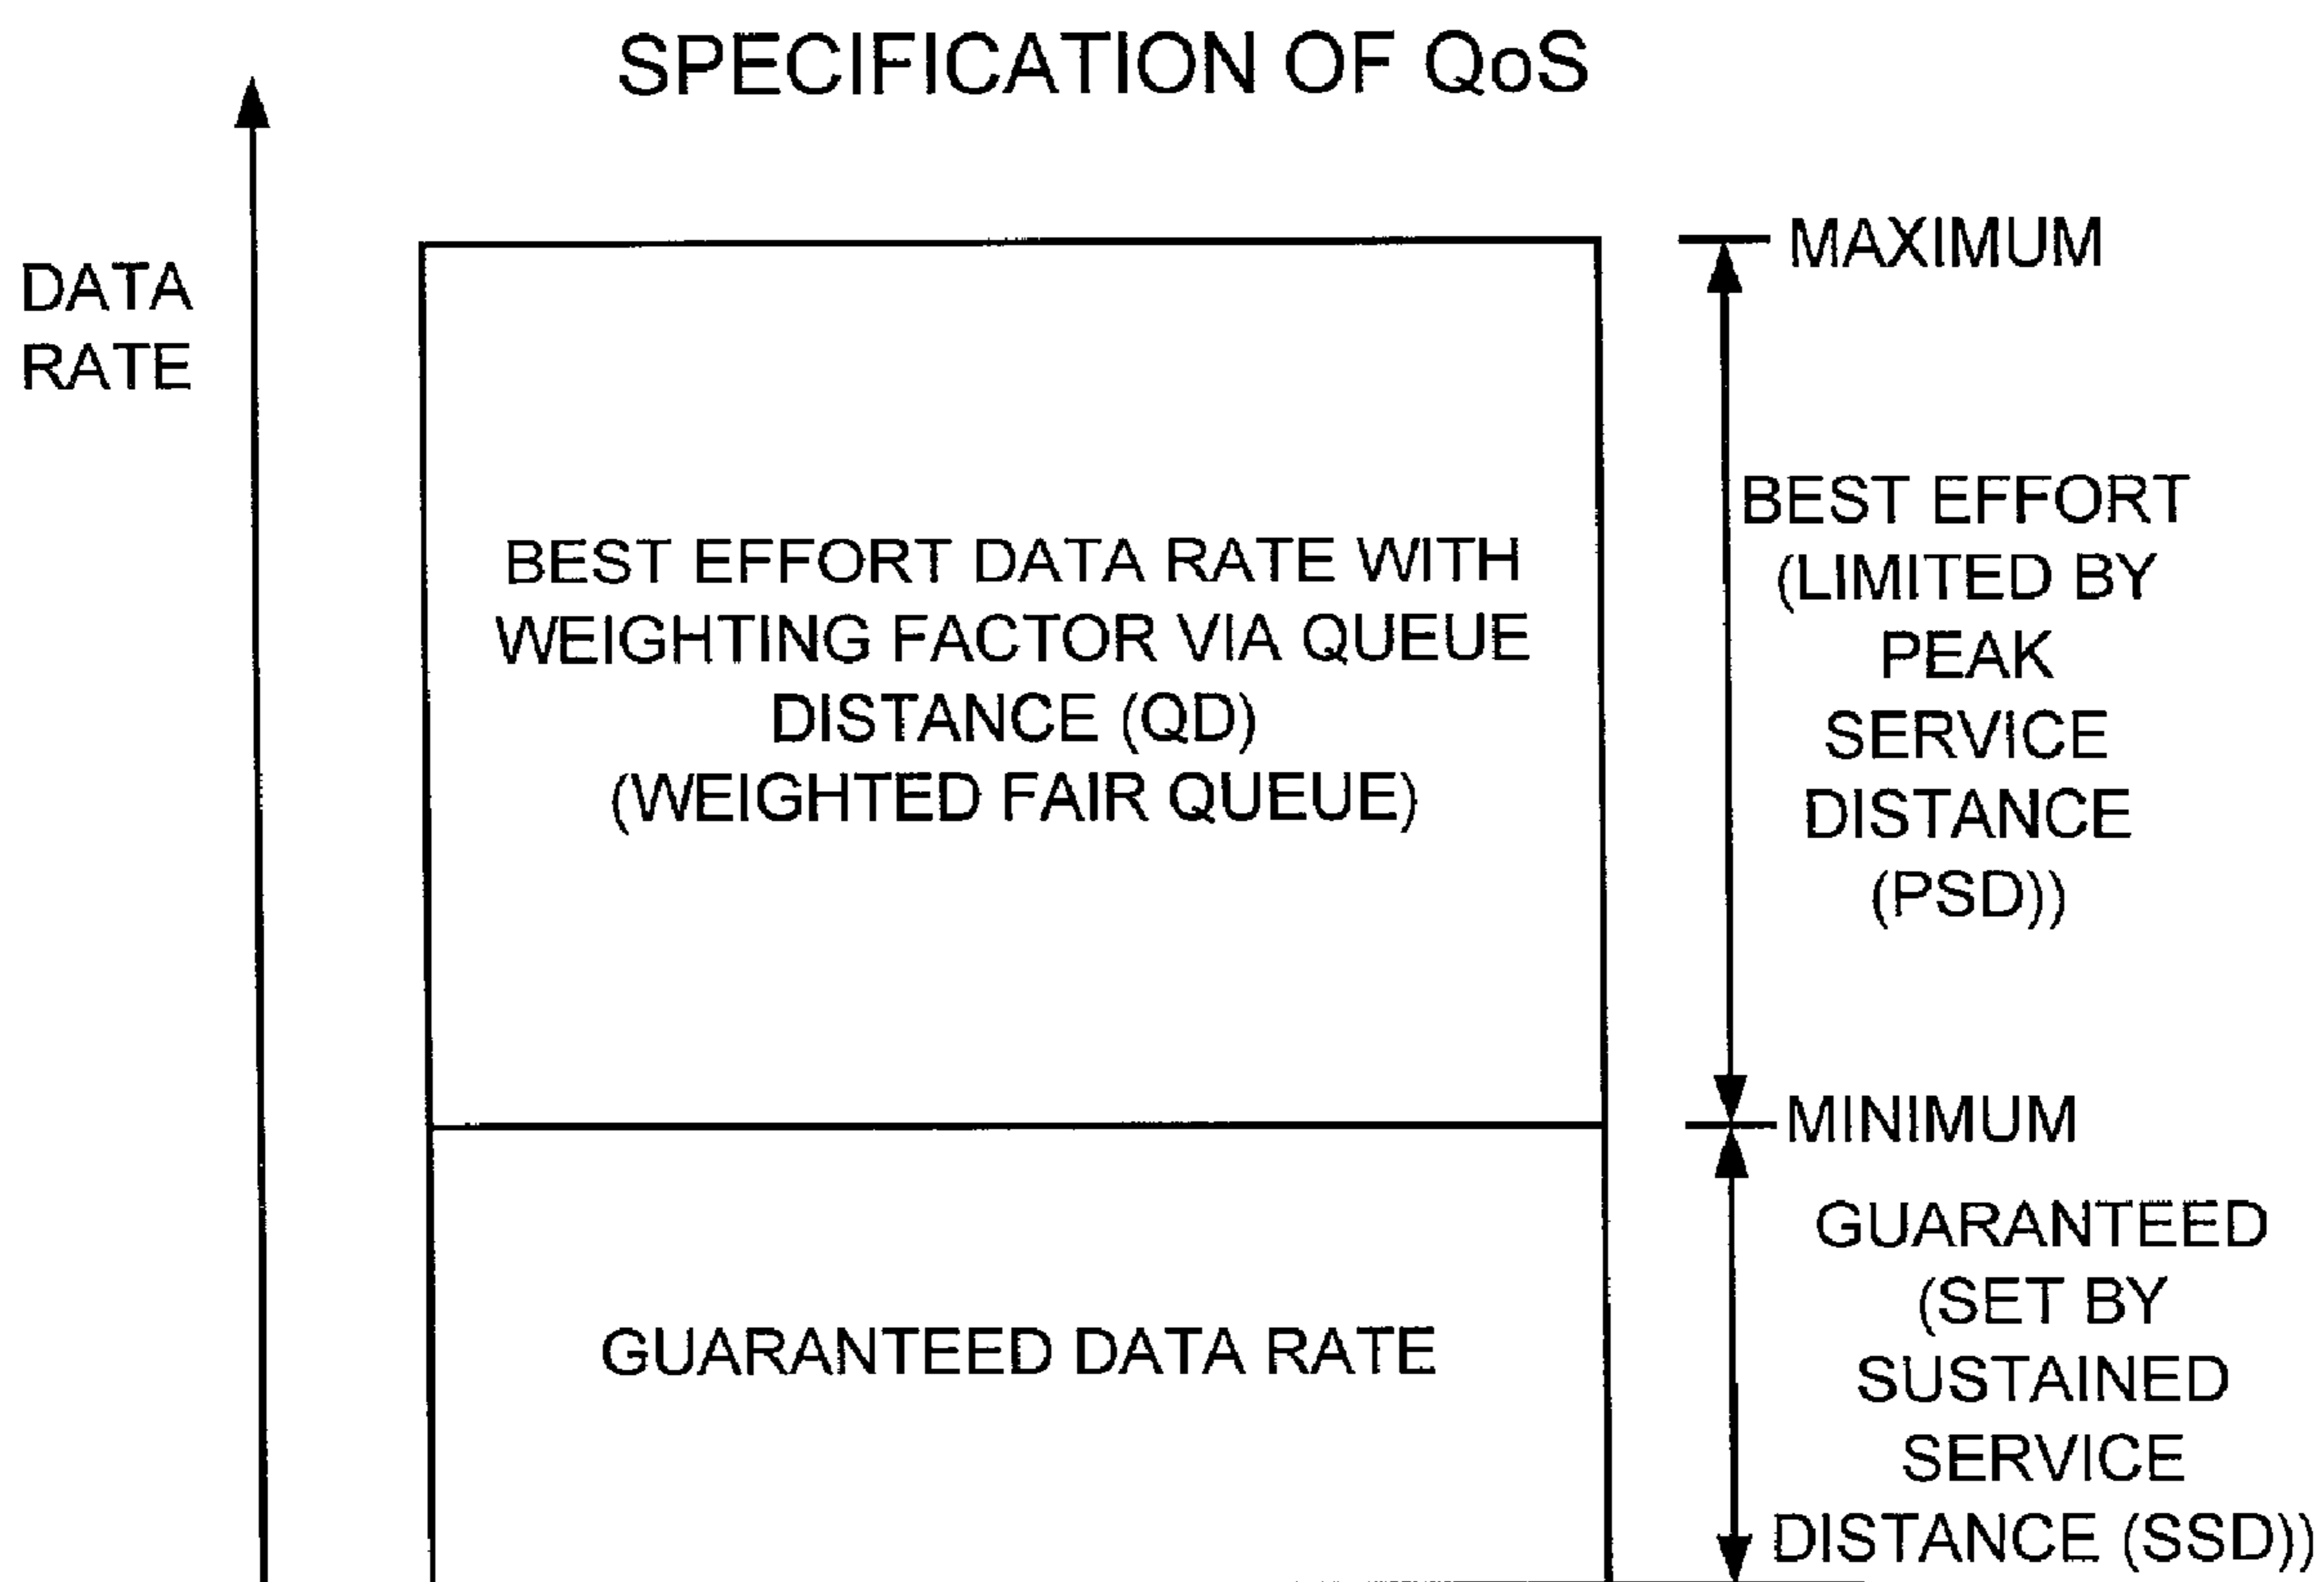 SPECIFICATION OF QoS
DATA
RATE
MAXIMUM
BEST EFFORT DATA RATE WITH
WEIGHTING FACTOR VIA QUEUE
DISTANCE (QD)
(WEIGHTED FAIR QUEUE)
BEST EFFORT
(LIMITED BY
PEAK
SERVICE
DISTANCE
(PSD))
MINIMUM
GUARANTEED DATA RATE
GUARANTEED
(SET BY
SUSTAINED
SERVICE
DISTANCE (SSD))